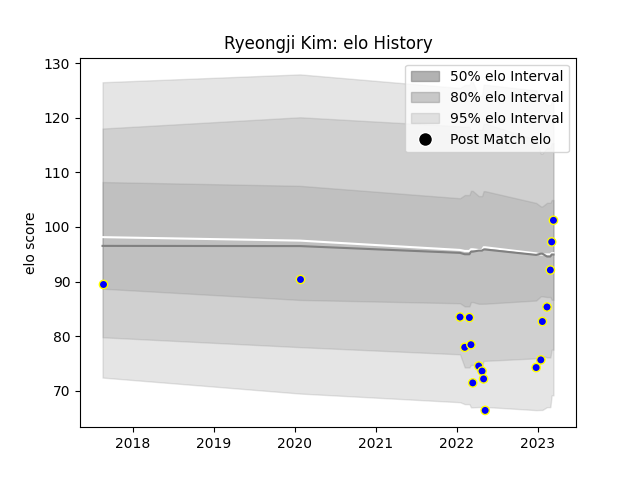 Ryeongji Kim: elo History
130
120
110
100
90
80
70
elo score
50% elo Interval
80% elo Interval
95% elo Interval
Post Match elo
2018
2019
2020
2021
2022
2023